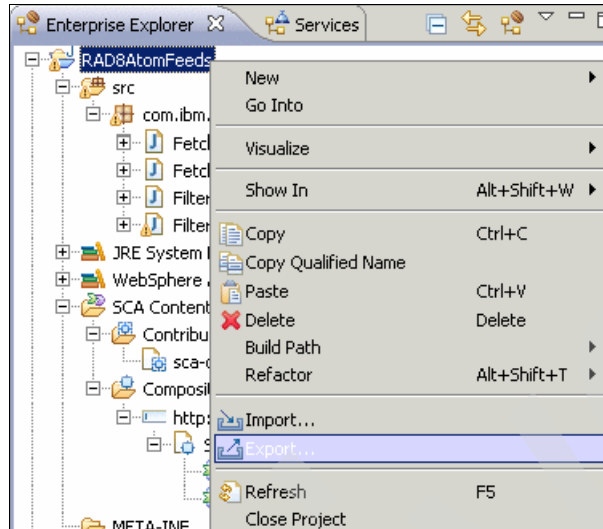 Enterprise Explorer
Services
RAD8AtomFeeds
src
com.ibm.
Fetcl
Fetcl
Filter
Filter
JRE System
WebSphere
SCA Content
Contribu
sca-c
Composit
http:
META-INF
New
Go Into
Visualize
Show In Alt+Shift+W
Copy Ctrl+C
Copy Qualified Name
Paste Ctrl+V
Delete Delete
Build Path
Refactor Alt+Shift+T
Import...
Export...
Refresh F5
Close Project